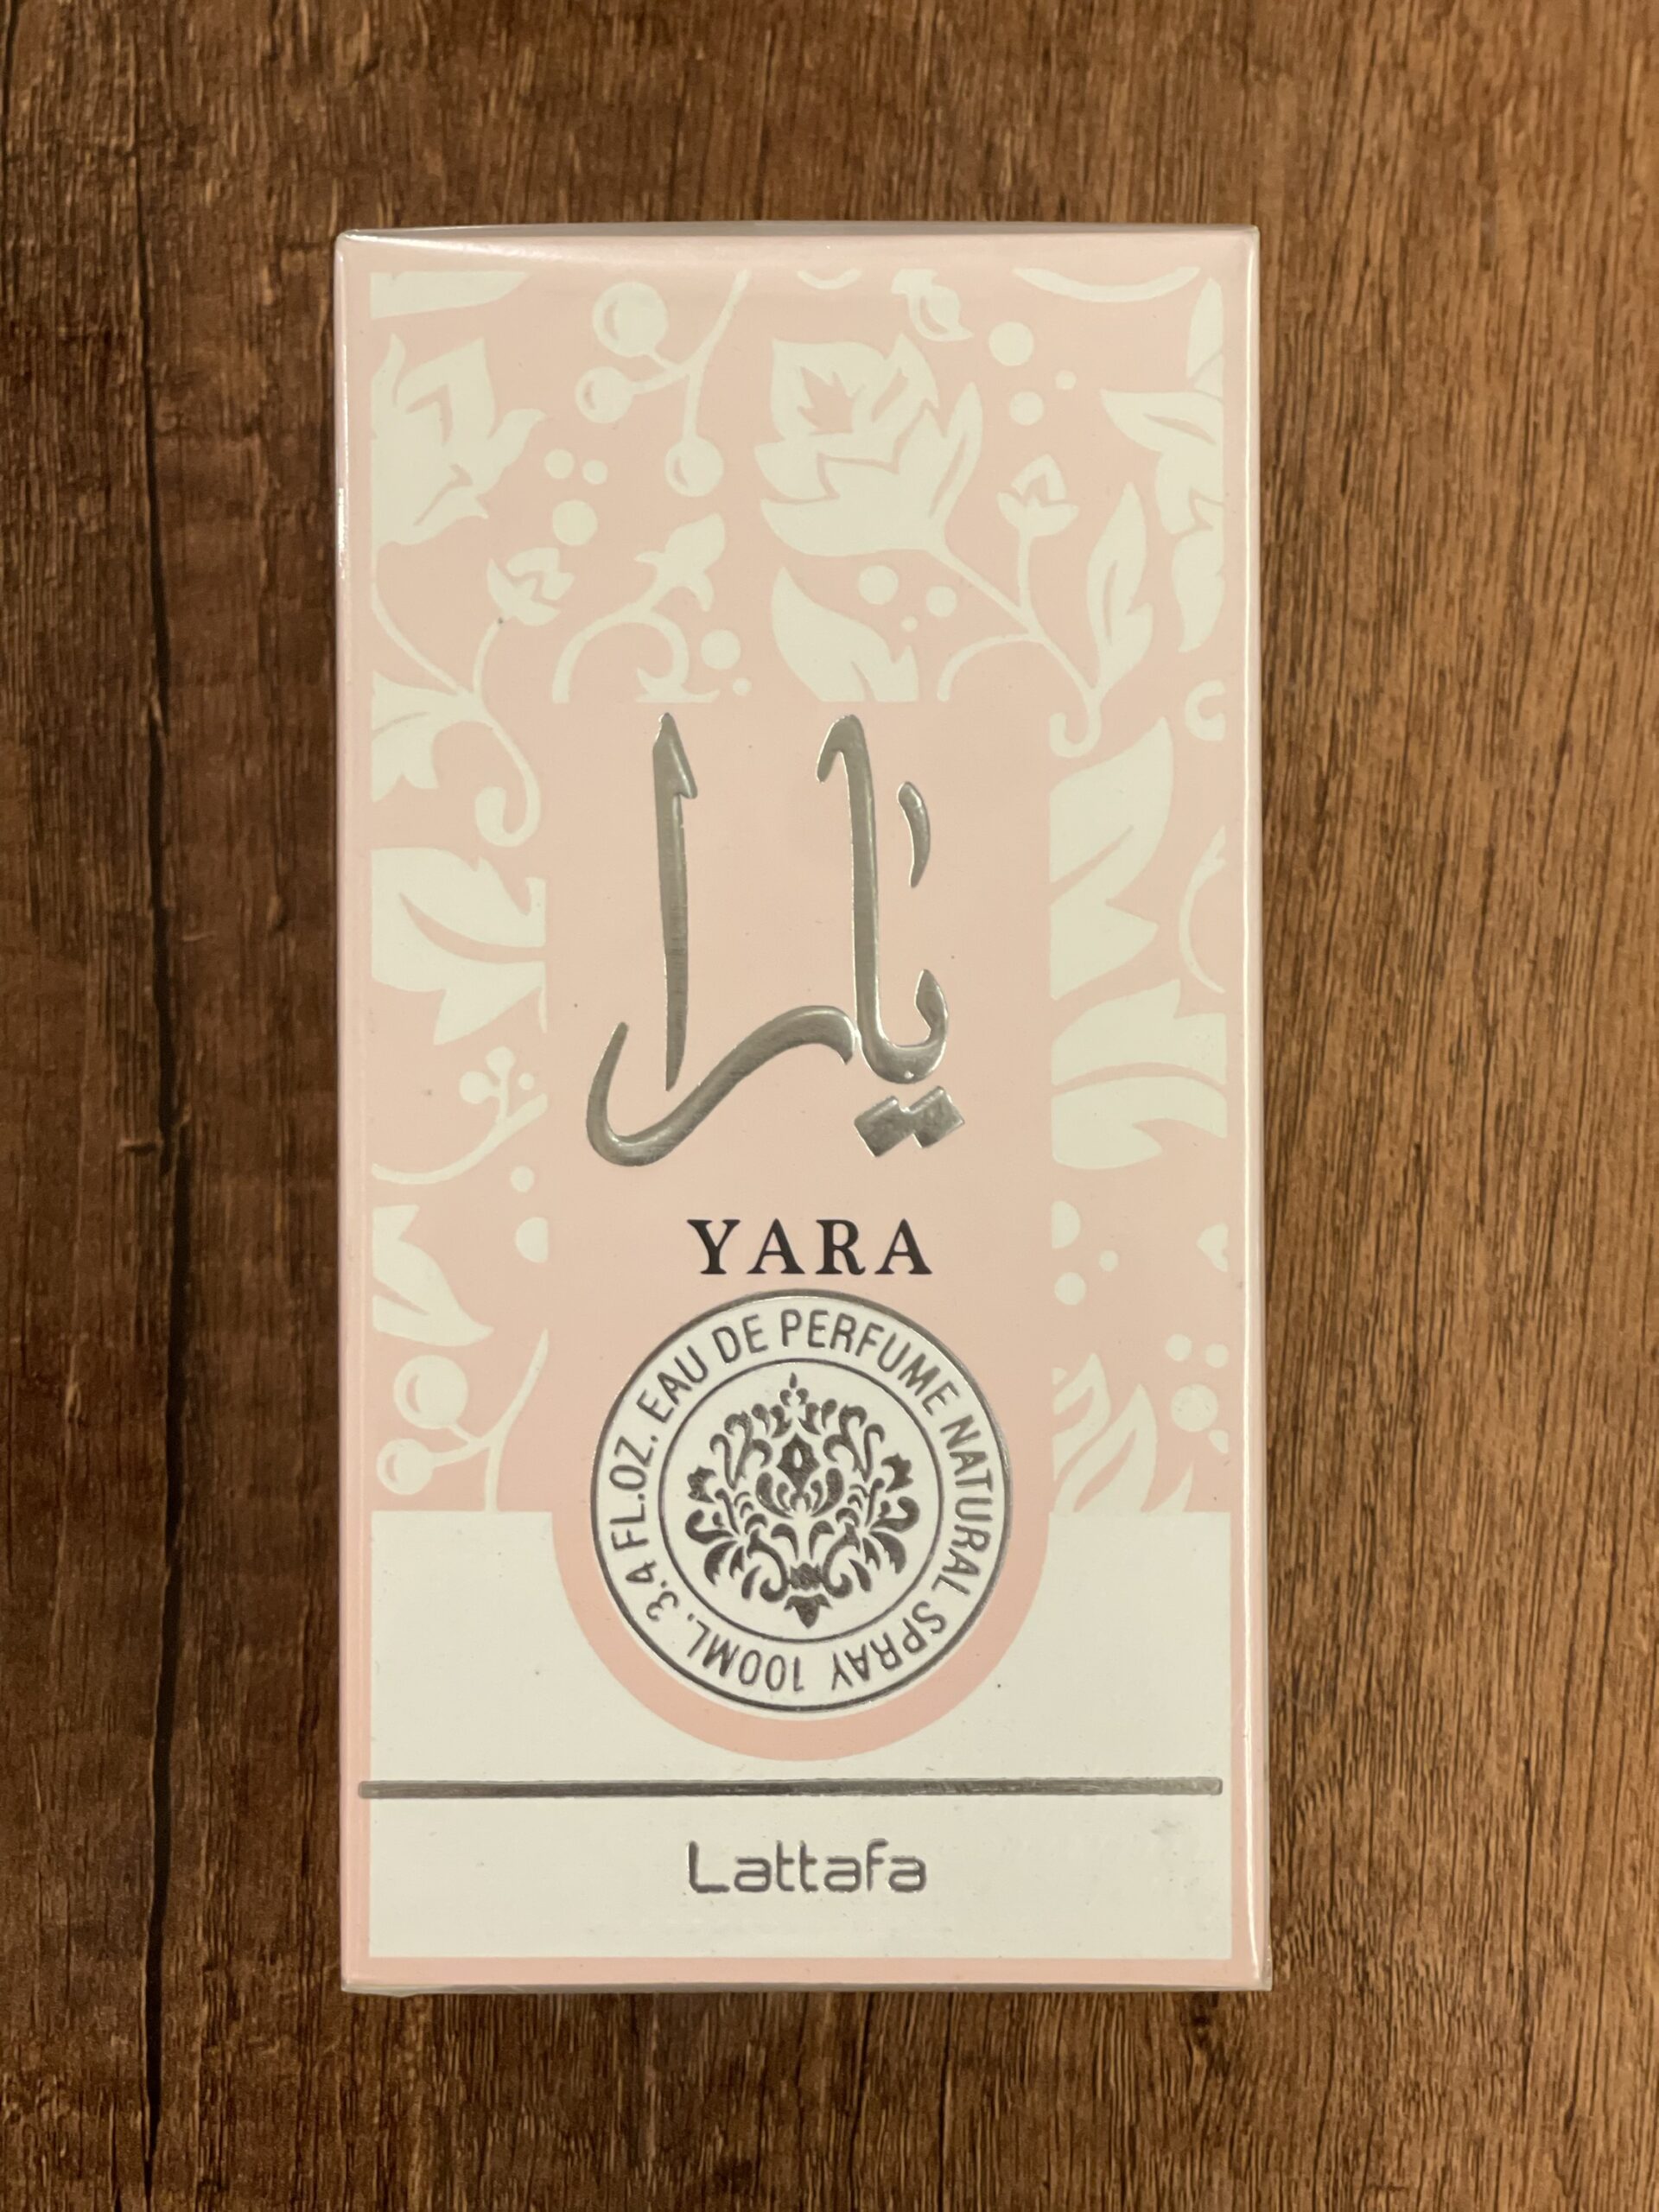 يارا
YARA
EAU DE PERFUME NATURAL SPRAY 100ML. 3.4 FL.OZ.
Lattafa